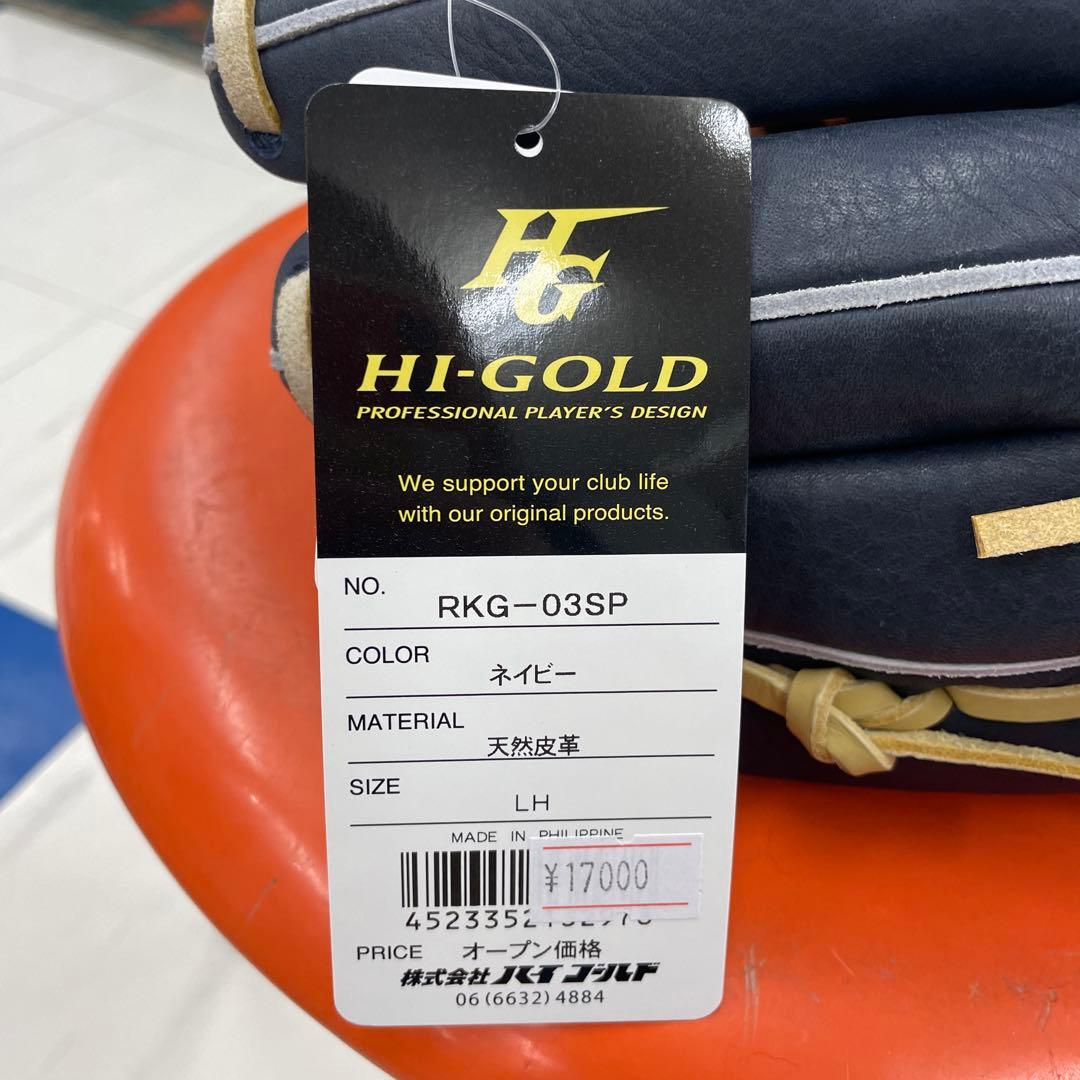 HG
HI-GOLD
PROFESSIONAL PLAYER'S DESIGN
We support your club life
with our original products.
NO. RKG-03SP
COLOR ネイビー
MATERIAL 天然皮革
SIZE LH
MADE IN PHILIPPINE
¥17000
PRICE オープン価格
株式会社 ハイゴールド
06(6632)4884